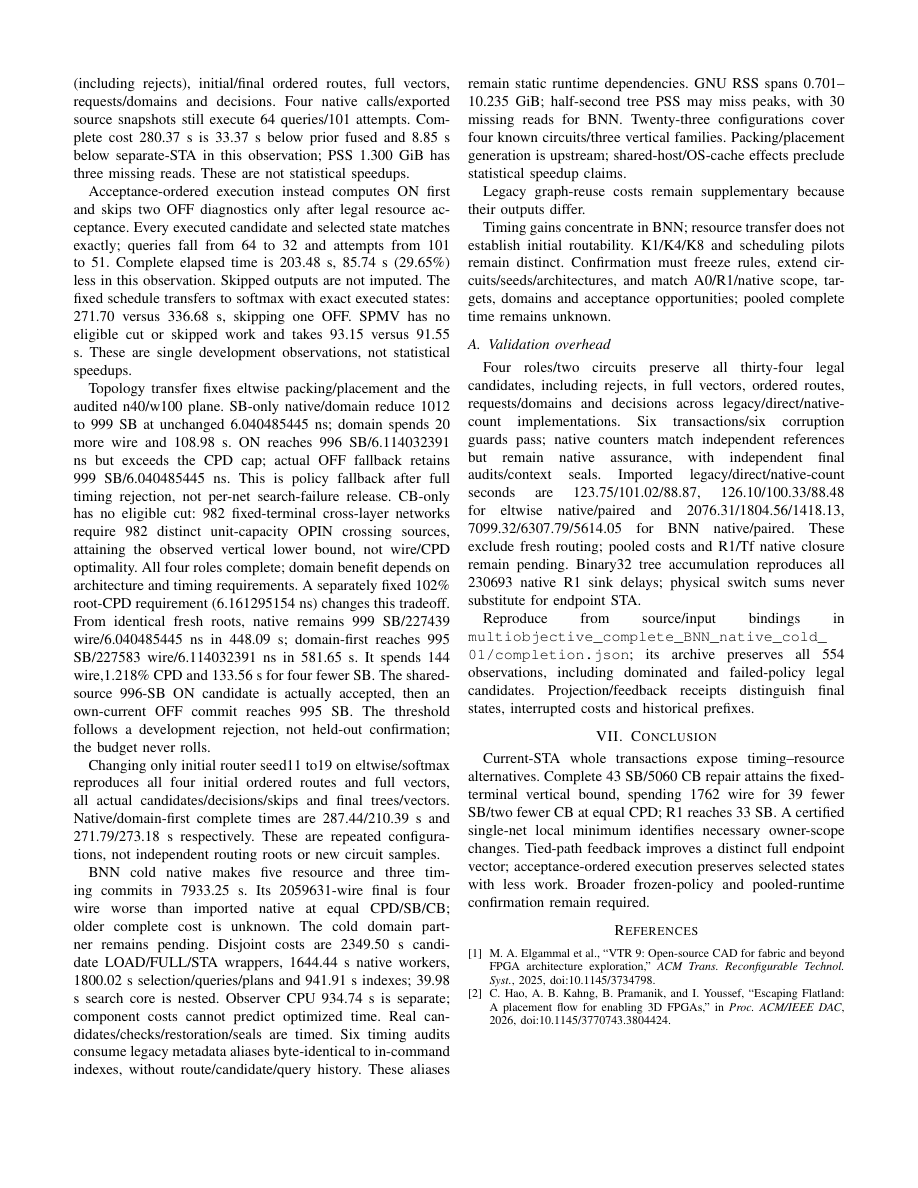 (including rejects), initial/final ordered routes, full vectors,
requests/domains and decisions. Four native calls/exported
source snapshots still execute 64 queries/101 attempts. Com-
plete cost 280.37 s is 33.37 s below prior fused and 8.85 s
below separate-STA in this observation; PSS 1.300 GiB has
three missing reads. These are not statistical speedups.
Acceptance-ordered execution instead computes ON first
and skips two OFF diagnostics only after legal resource ac-
ceptance. Every executed candidate and selected state matches
exactly; queries fall from 64 to 32 and attempts from 101
to 51. Complete elapsed time is 203.48 s, 85.74 s (29.65%)
less in this observation. Skipped outputs are not imputed. The
fixed schedule transfers to softmax with exact executed states:
271.70 versus 336.68 s, skipping one OFF. SPMV has no
eligible cut or skipped work and takes 93.15 versus 91.55
s. These are single development observations, not statistical
speedups.
Topology transfer fixes eltwise packing/placement and the
audited n40/w100 plane. SB-only native/domain reduce 1012
to 999 SB at unchanged 6.040485445 ns; domain spends 20
more wire and 108.98 s. ON reaches 996 SB/6.114032391
ns but exceeds the CPD cap; actual OFF fallback retains
999 SB/6.040485445 ns. This is policy fallback after full
timing rejection, not per-net search-failure release. CB-only
has no eligible cut: 982 fixed-terminal cross-layer networks
require 982 distinct unit-capacity OPIN crossing sources,
attaining the observed vertical lower bound, not wire/CPD
optimality. All four roles complete; domain benefit depends on
architecture and timing requirements. A separately fixed 102%
root-CPD requirement (6.161295154 ns) changes this tradeoff.
From identical fresh roots, native remains 999 SB/227439
wire/6.040485445 ns in 448.09 s; domain-first reaches 995
SB/227583 wire/6.114032391 ns in 581.65 s. It spends 144
wire,1.218% CPD and 133.56 s for four fewer SB. The shared-
source 996-SB ON candidate is actually accepted, then an
own-current OFF commit reaches 995 SB. The threshold
follows a development rejection, not held-out confirmation;
the budget never rolls.
Changing only initial router seed11 to19 on eltwise/softmax
reproduces all four initial ordered routes and full vectors,
all actual candidates/decisions/skips and final trees/vectors.
Native/domain-first complete times are 287.44/210.39 s and
271.79/273.18 s respectively. These are repeated configura-
tions, not independent routing roots or new circuit samples.
BNN cold native makes five resource and three tim-
ing commits in 7933.25 s. Its 2059631-wire final is four
wire worse than imported native at equal CPD/SB/CB;
older complete cost is unknown. The cold domain part-
ner remains pending. Disjoint costs are 2349.50 s candi-
date LOAD/FULL/STA wrappers, 1644.44 s native workers,
1800.02 s selection/queries/plans and 941.91 s indexes; 39.98
s search core is nested. Observer CPU 934.74 s is separate;
component costs cannot predict optimized time. Real can-
didates/checks/restoration/seals are timed. Six timing audits
consume legacy metadata aliases byte-identical to in-command
indexes, without route/candidate/query history. These aliases
remain static runtime dependencies. GNU RSS spans 0.701–
10.235 GiB; half-second tree PSS may miss peaks, with 30
missing reads for BNN. Twenty-three configurations cover
four known circuits/three vertical families. Packing/placement
generation is upstream; shared-host/OS-cache effects preclude
statistical speedup claims.
Legacy graph-reuse costs remain supplementary because
their outputs differ.
Timing gains concentrate in BNN; resource transfer does not
establish initial routability. K1/K4/K8 and scheduling pilots
remain distinct. Confirmation must freeze rules, extend cir-
cuits/seeds/architectures, and match A0/R1/native scope, tar-
gets, domains and acceptance opportunities; pooled complete
time remains unknown.
A. Validation overhead
Four roles/two circuits preserve all thirty-four legal
candidates, including rejects, in full vectors, ordered routes,
requests/domains and decisions across legacy/direct/native-
count implementations. Six transactions/six corruption
guards pass; native counters match independent references
but remain native assurance, with independent final
audits/context seals. Imported legacy/direct/native-count
seconds are 123.75/101.02/88.87, 126.10/100.33/88.48
for eltwise native/paired and 2076.31/1804.56/1418.13,
7099.32/6307.79/5614.05 for BNN native/paired. These
exclude fresh routing; pooled costs and R1/Tf native closure
remain pending. Binary32 tree accumulation reproduces all
230693 native R1 sink delays; physical switch sums never
substitute for endpoint STA.
Reproduce from source/input bindings in
multiobjective_complete_BNN_native_cold_
01/completion.json; its archive preserves all 554
observations, including dominated and failed-policy legal
candidates. Projection/feedback receipts distinguish final
states, interrupted costs and historical prefixes.
VII. CONCLUSION
Current-STA whole transactions expose timing–resource
alternatives. Complete 43 SB/5060 CB repair attains the fixed-
terminal vertical bound, spending 1762 wire for 39 fewer
SB/two fewer CB at equal CPD; R1 reaches 33 SB. A certified
single-net local minimum identifies necessary owner-scope
changes. Tied-path feedback improves a distinct full endpoint
vector; acceptance-ordered execution preserves selected states
with less work. Broader frozen-policy and pooled-runtime
confirmation remain required.
REFERENCES
[1] M. A. Elgammal et al., “VTR 9: Open-source CAD for fabric and beyond
FPGA architecture exploration,” ACM Trans. Reconfigurable Technol.
Syst., 2025, doi:10.1145/3734798.
[2] C. Hao, A. B. Kahng, B. Pramanik, and I. Youssef, “Escaping Flatland:
A placement flow for enabling 3D FPGAs,” in Proc. ACM/IEEE DAC,
2026, doi:10.1145/3770743.3804424.